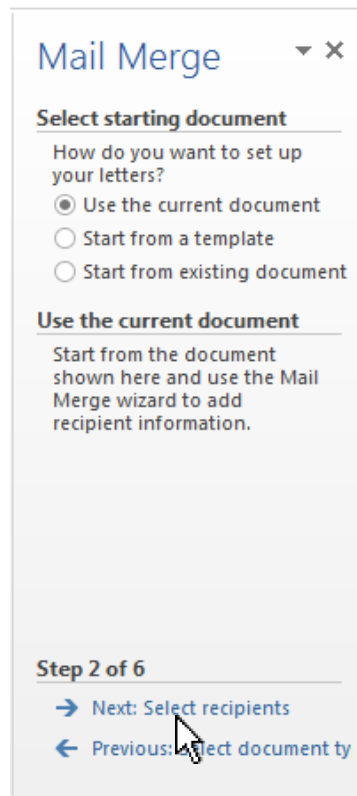 Mail Merge
Select starting document
How do you want to set up
your letters?
Use the current document
Start from a template
Start from existing document
Use the current document
Start from the document
shown here and use the Mail
Merge wizard to add
recipient information.
Step 2 of 6
Next: Select recipients
Previous: Select document ty